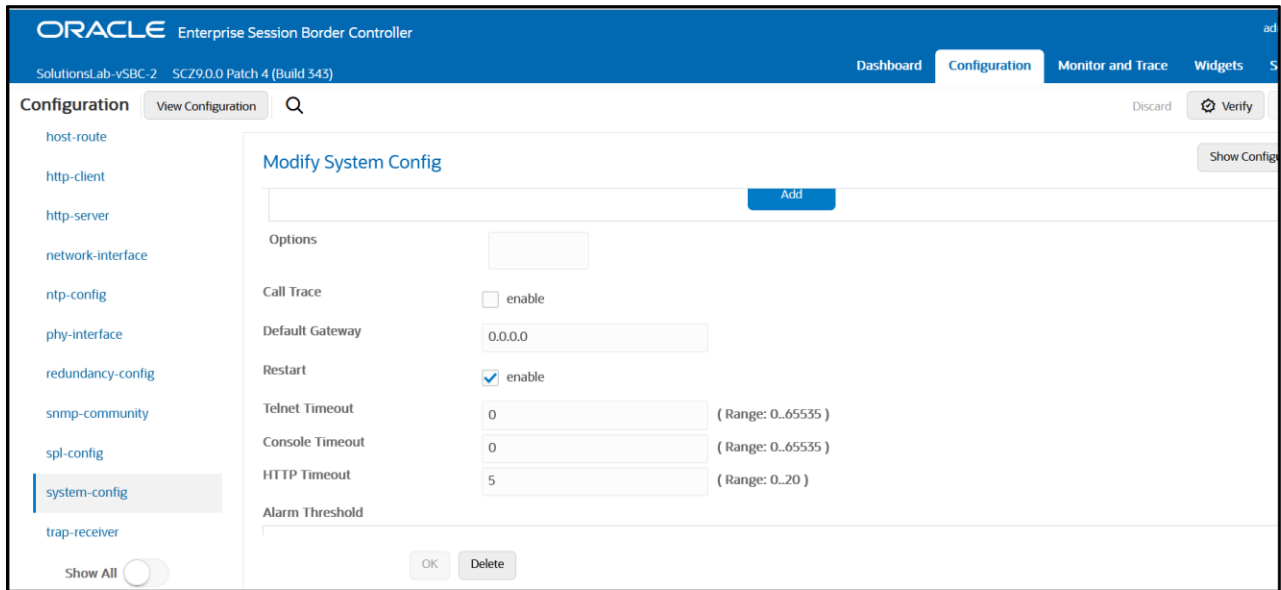 ORACLE Enterprise Session Border Controller
ad
SolutionsLab-vSBC-2 SCZ9.0.0 Patch 4 (Build 343)
Dashboard Configuration Monitor and Trace Widgets S
Configuration View Configuration Discard Verify
host-route
http-client
http-server
network-interface
ntp-config
phy-interface
redundancy-config
snmp-community
spl-config
system-config
trap-receiver
Show All
Modify System Config Show Configu
Add
Options
Call Trace enable
Default Gateway 0.0.0.0
Restart enable
Telnet Timeout 0 ( Range: 0..65535 )
Console Timeout 0 ( Range: 0..65535 )
HTTP Timeout 5 ( Range: 0..20 )
Alarm Threshold
OK Delete